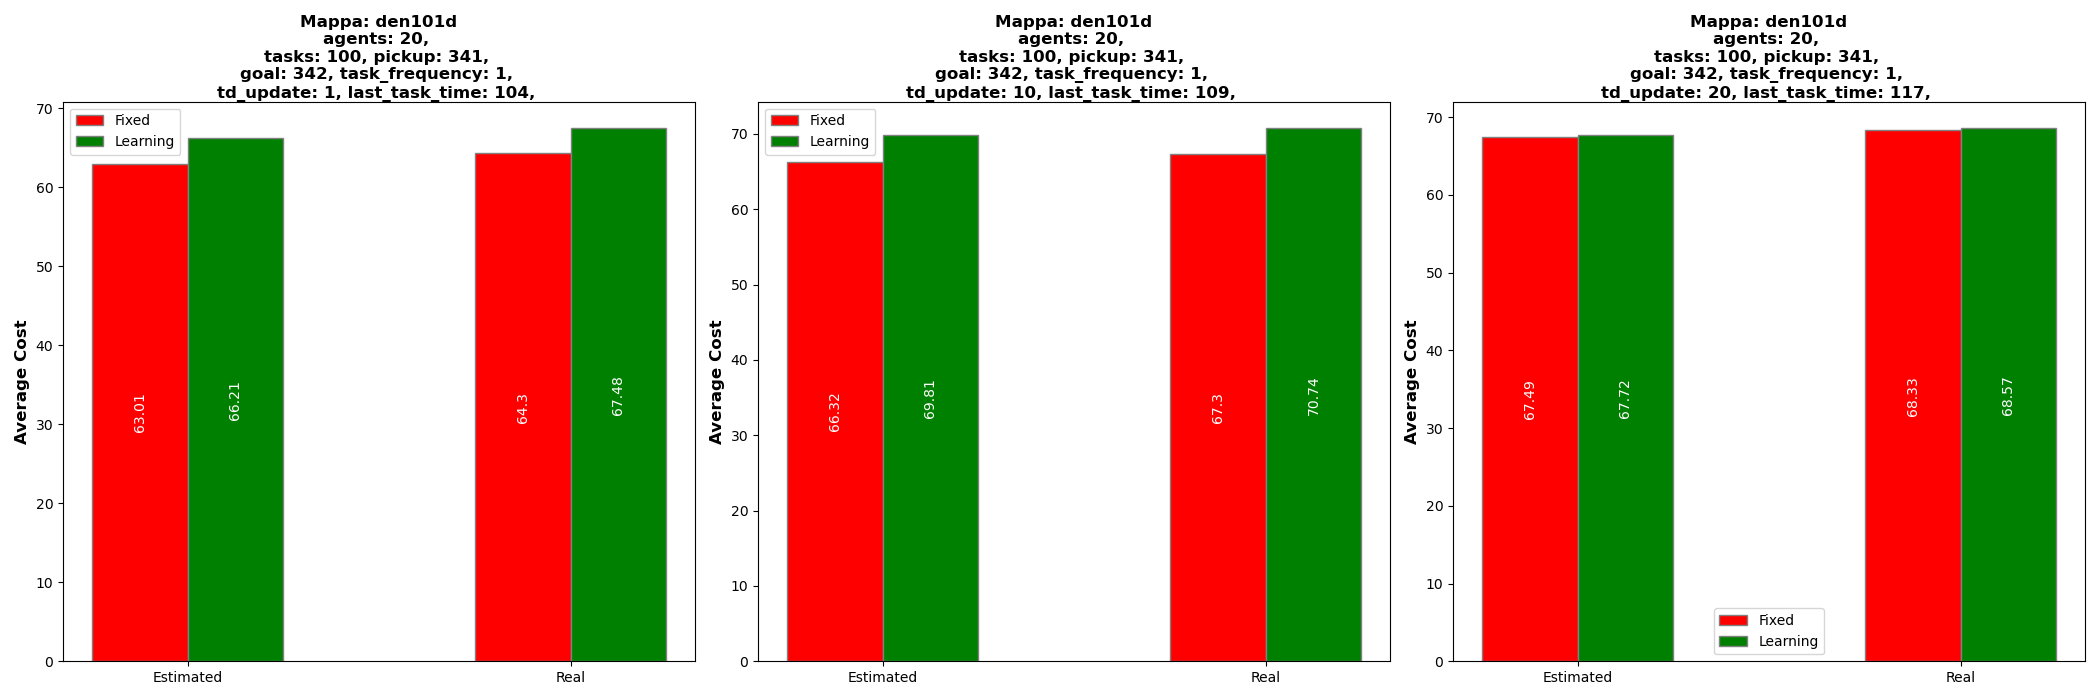 Mappa: den101d
agents: 20,
tasks: 100, pickup: 341,
goal: 342, task_frequency: 1,
td_update: 1, last_task_time: 104,
70
60
50
40
30
20
10
0
Average Cost
Fixed
Learning
63.01
66.21
64.3
67.48
Estimated
Real
Mappa: den101d
agents: 20,
tasks: 100, pickup: 341,
goal: 342, task_frequency: 1,
td_update: 10, last_task_time: 109,
70
60
50
40
30
20
10
0
Average Cost
Fixed
Learning
66.32
69.81
67.3
70.74
Estimated
Real
Mappa: den101d
agents: 20,
tasks: 100, pickup: 341,
goal: 342, task_frequency: 1,
td_update: 20, last_task_time: 117,
70
60
50
40
30
20
10
0
Average Cost
67.49
67.72
68.33
68.57
Fixed
Learning
Estimated
Real